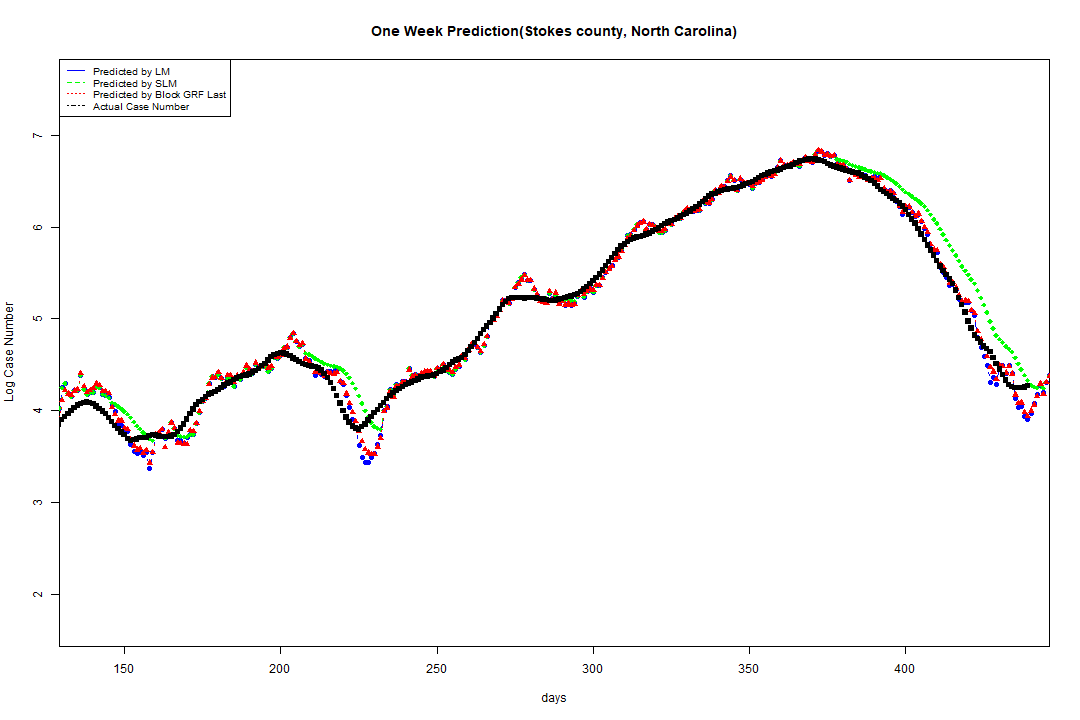 One Week Prediction(Stokes county, North Carolina)
Predicted by LM
Predicted by SLM
Predicted by Block GRF Last
Actual Case Number
7
6
5
4
3
2
Log Case Number
150 200 250 300 350 400
days